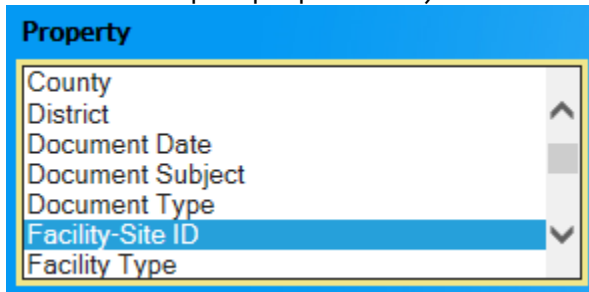 Property
County
District
Document Date
Document Subject
Document Type
Facility-Site ID
Facility Type